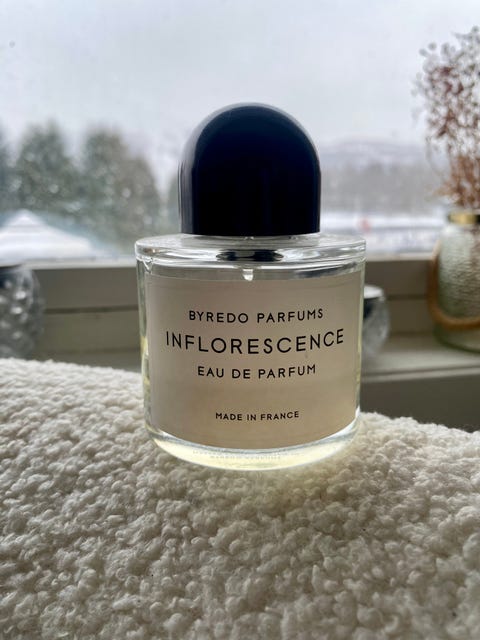 BYREDO PARFUMS
INFLORESCENCE
EAU DE PARFUM
MADE IN FRANCE